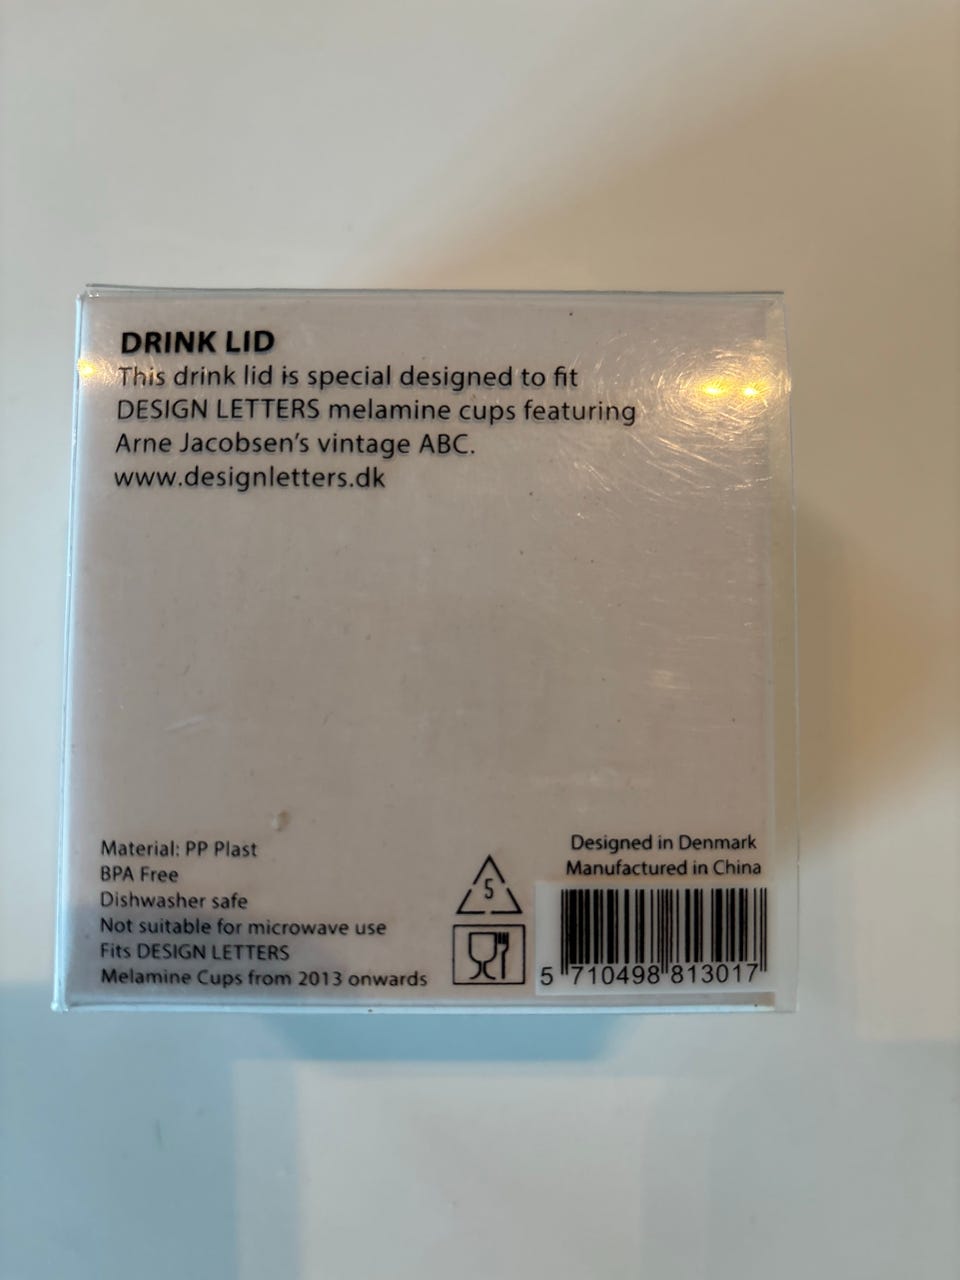 DRINK LID
This drink lid is special designed to fit
DESIGN LETTERS melamine cups featuring
Arne Jacobsen's vintage ABC.
www.designletters.dk
Material: PP Plast
BPA Free
Dishwasher safe
Not suitable for microwave use
Fits DESIGN LETTERS
Melamine Cups from 2013 onwards
5
Designed in Denmark
Manufactured in China
5 710498 813017